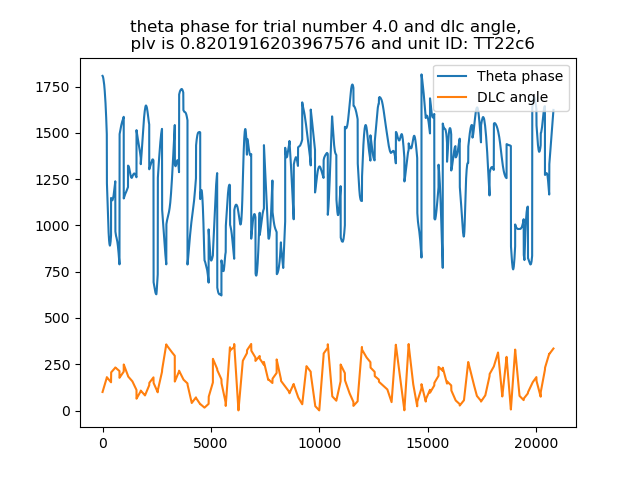 theta phase for trial number 4.0 and dlc angle,
plv is 0.8201916203967576 and unit ID: TT22c6
Theta phase
DLC angle
1750
1500
1250
1000
750
500
250
0
0 5000 10000 15000 20000